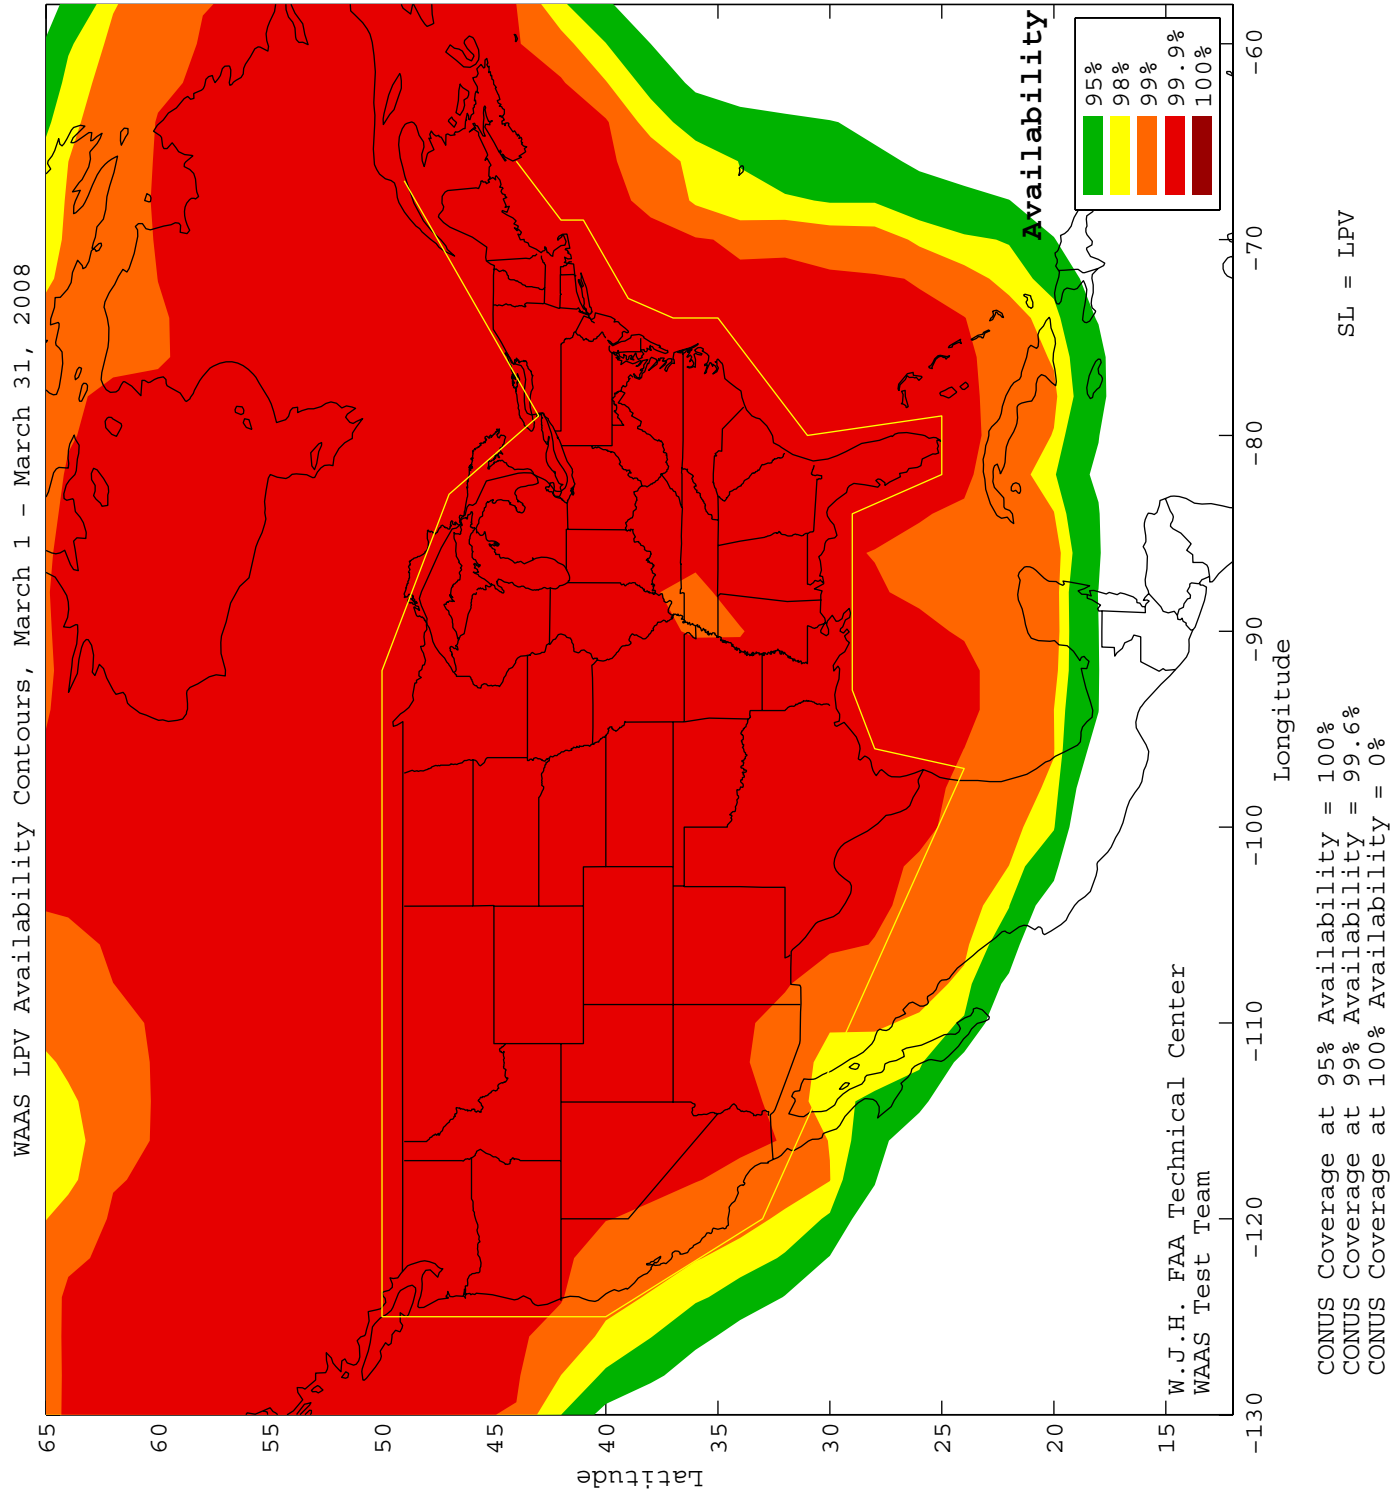 WAAS LPV Availability Contours, March 1 - March 31, 2008
Latitude
65
60
55
50
45
40
35
30
25
20
15
-130
-120
-110
-100
-90
-80
-70
-60
Longitude
W.J.H. FAA Technical Center
WAAS Test Team
Availability
95%
98%
99%
99.9%
100%
CONUS Coverage at 95% Availability = 100%
CONUS Coverage at 99% Availability = 99.6%
CONUS Coverage at 100% Availability = 0%
SL = LPV